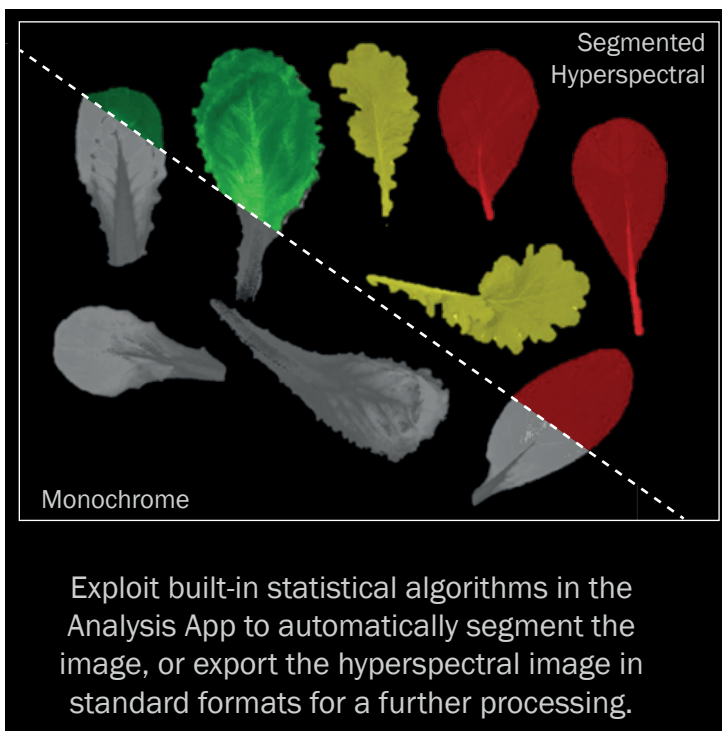 Segmented
Hyperspectral
Monochrome
Exploit built-in statistical algorithms in the
Analysis App to automatically segment the
image, or export the hyperspectral image in
standard formats for a further processing.